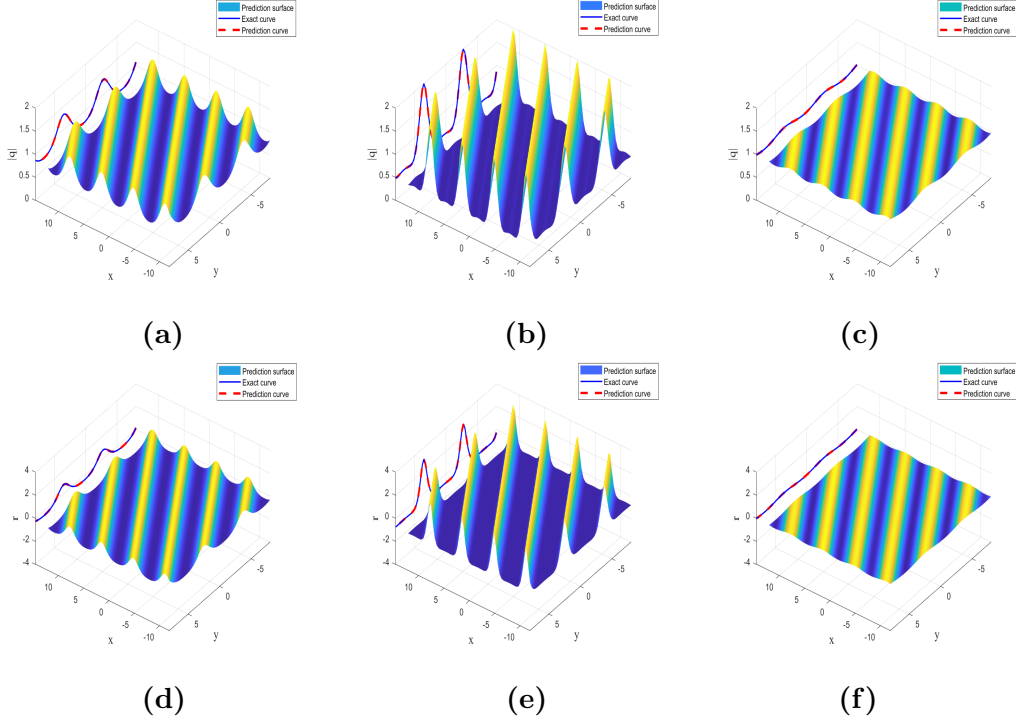 Prediction surface
Exact curve
Prediction curve
2
1.5
1
0.5
0
|q|
10
5
0
-5
-10
x
5
0
-5
y
(a)
Prediction surface
Exact curve
Prediction curve
2
1.5
1
0.5
0
|q|
10
5
0
-5
-10
x
5
0
-5
y
(b)
Prediction surface
Exact curve
Prediction curve
2
1.5
1
0.5
0
|q|
10
5
0
-5
-10
x
5
0
-5
y
(c)
Prediction surface
Exact curve
Prediction curve
4
2
0
-2
-4
r
10
5
0
-5
-10
x
5
0
-5
y
(d)
Prediction surface
Exact curve
Prediction curve
4
2
0
-2
-4
r
10
5
0
-5
-10
x
5
0
-5
y
(e)
Prediction surface
Exact curve
Prediction curve
4
2
0
-2
-4
r
10
5
0
-5
-10
x
5
0
-5
y
(f)